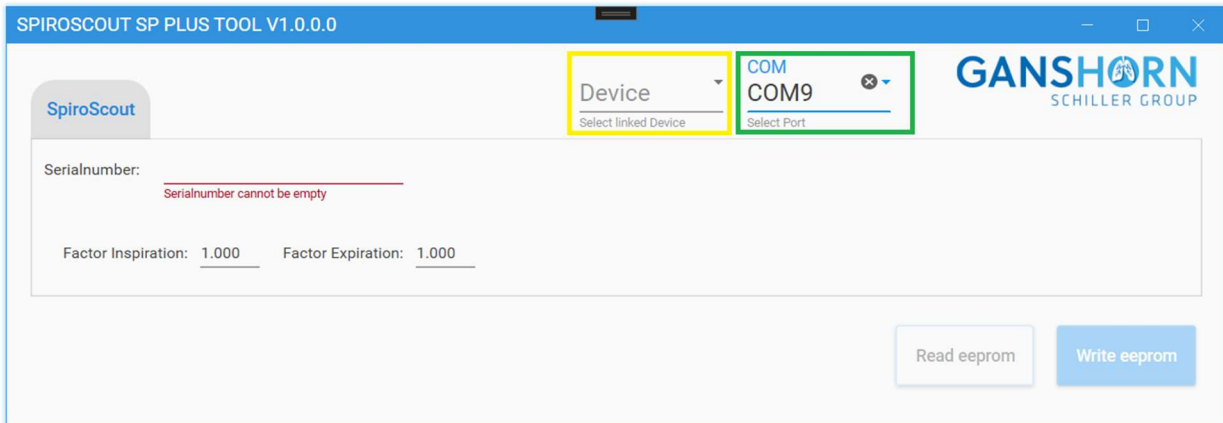 SPIROSCOUT SP PLUS TOOL V1.0.0.0
SpiroScout
Device
Select linked Device
COM
COM9
Select Port
GANSHORN
SCHILLER GROUP
Serialnumber:
Serialnumber cannot be empty
Factor Inspiration: 1.000 Factor Expiration: 1.000
Read eeprom Write eeprom